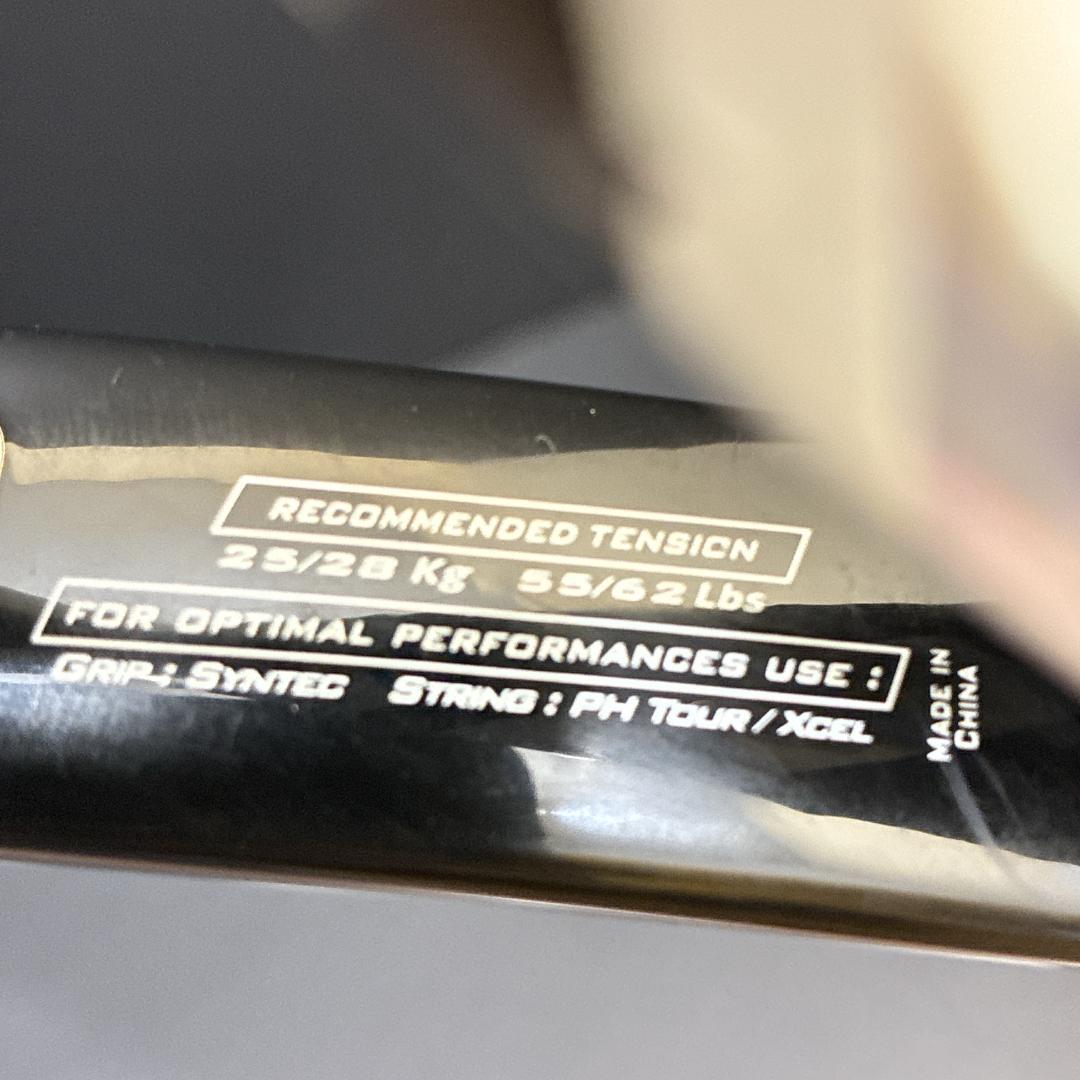 RECOMMENDED TENSION
25/28 Kg 55/62 Lbs
FOR OPTIMAL PERFORMANCES USE :
GRIP : SYNTEC STRING : PH TOUR / XCEL
MADE IN
CHINA